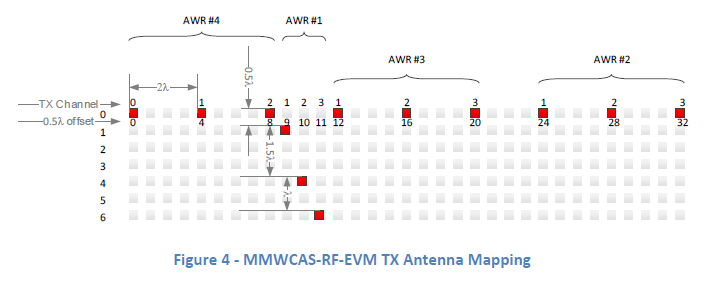 AWR #4 AWR #1
AWR #3 AWR #2
0.5λ
2λ
TX Channel 0 1 2 1 2 3 1 2 3 1 2 3
0
0.5λ offset 0 4 8 9 10 11 12 16 20 24 28 32
1
1.5λ
2
3
4
λ
5
6
Figure 4 - MMWCAS-RF-EVM TX Antenna Mapping